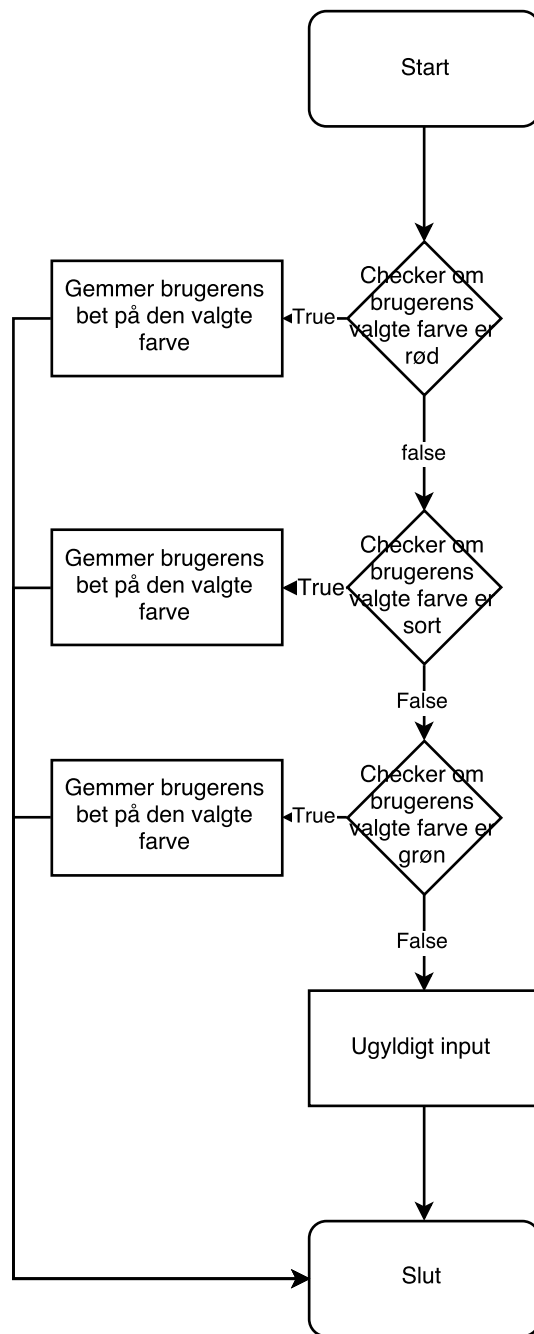 Start
Checker om
brugerens
valgte farve er
rød
True
Gemmer brugerens
bet på den valgte
farve
false
Checker om
brugerens
valgte farve er
sort
True
Gemmer brugerens
bet på den valgte
farve
False
Checker om
brugerens
valgte farve er
grøn
True
Gemmer brugerens
bet på den valgte
farve
False
Ugyldigt input
Slut